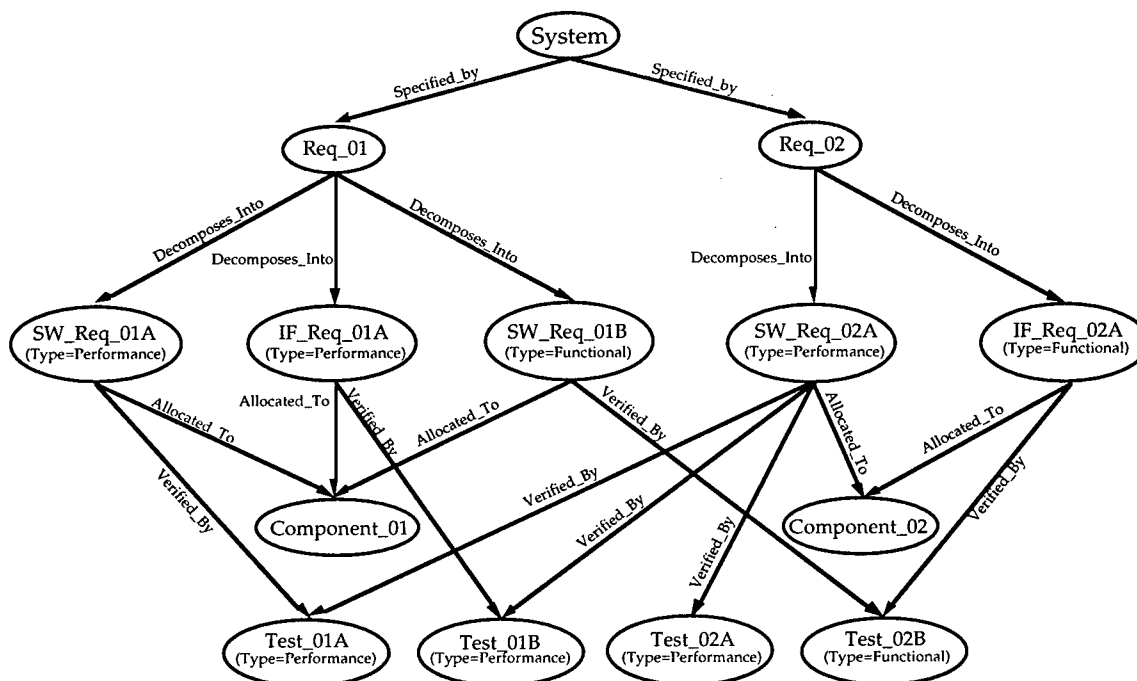 System
Specified_by
Specified_by
Req_01
Req_02
Decomposes_Into
Decomposes_Into
Decomposes_Into
Decomposes_Into
Decomposes_Into
SW_Req_01A
(Type=Performance)
IF_Req_01A
(Type=Performance)
SW_Req_01B
(Type=Functional)
SW_Req_02A
(Type=Performance)
IF_Req_02A
(Type=Functional)
Allocated_To
Allocated_To
Verified_By
Allocated_To
Verified_By
Allocated_To
Allocated_To
Verified_By
Verified_By
Verified_By
Verified_By
Verified_By
Component_01
Component_02
Test_01A
(Type=Performance)
Test_01B
(Type=Performance)
Test_02A
(Type=Performance)
Test_02B
(Type=Functional)